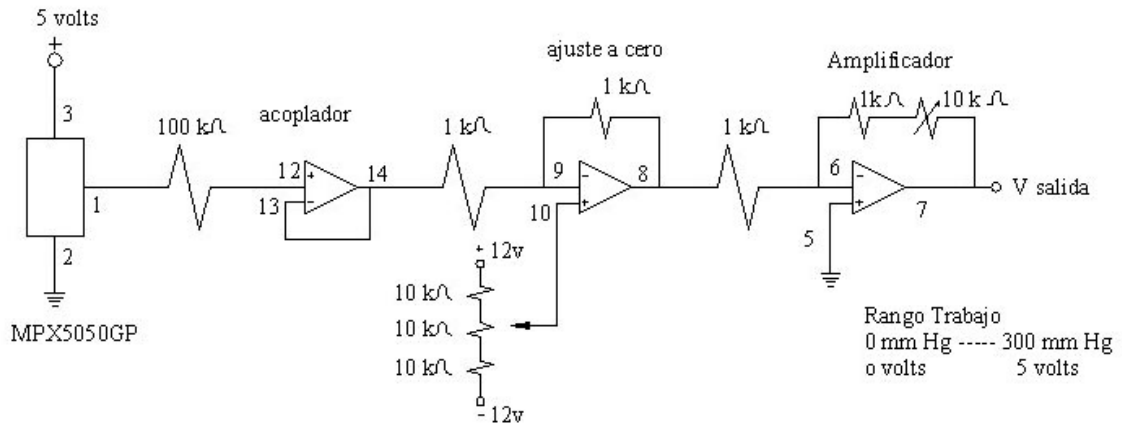 5 volts
+
3
1
2
MPX5050GP
100 kΩ
acoplador
12
+
13
-
14
1 kΩ
ajuste a cero
1 kΩ
9
-
10
+
8
+ 12v
10 kΩ
10 kΩ
10 kΩ
- 12v
1 kΩ
Amplificador
1kΩ
10 k Ω
6
-
5
+
7
V salida
Rango Trabajo
0 mm Hg ----- 300 mm Hg
o volts 5 volts